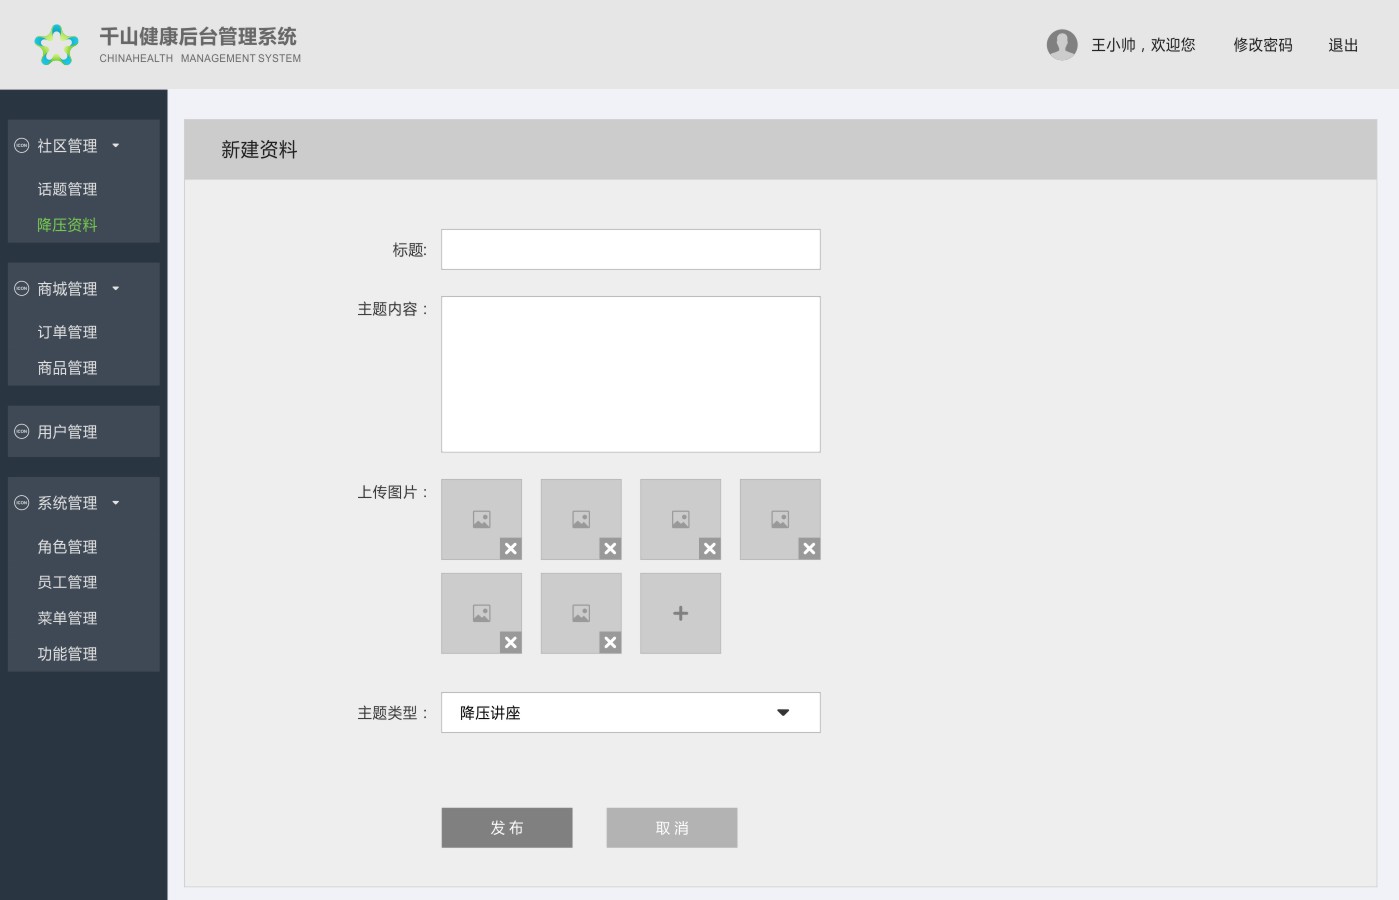 千山健康后台管理系统
CHINAHEALTH MANAGEMENT SYSTEM
王小帅，欢迎您
修改密码
退出
社区管理
话题管理
降压资料
商城管理
订单管理
商品管理
用户管理
系统管理
角色管理
员工管理
菜单管理
功能管理
新建资料
标题:
主题内容：
上传图片：
主题类型：
降压讲座
发布
取消